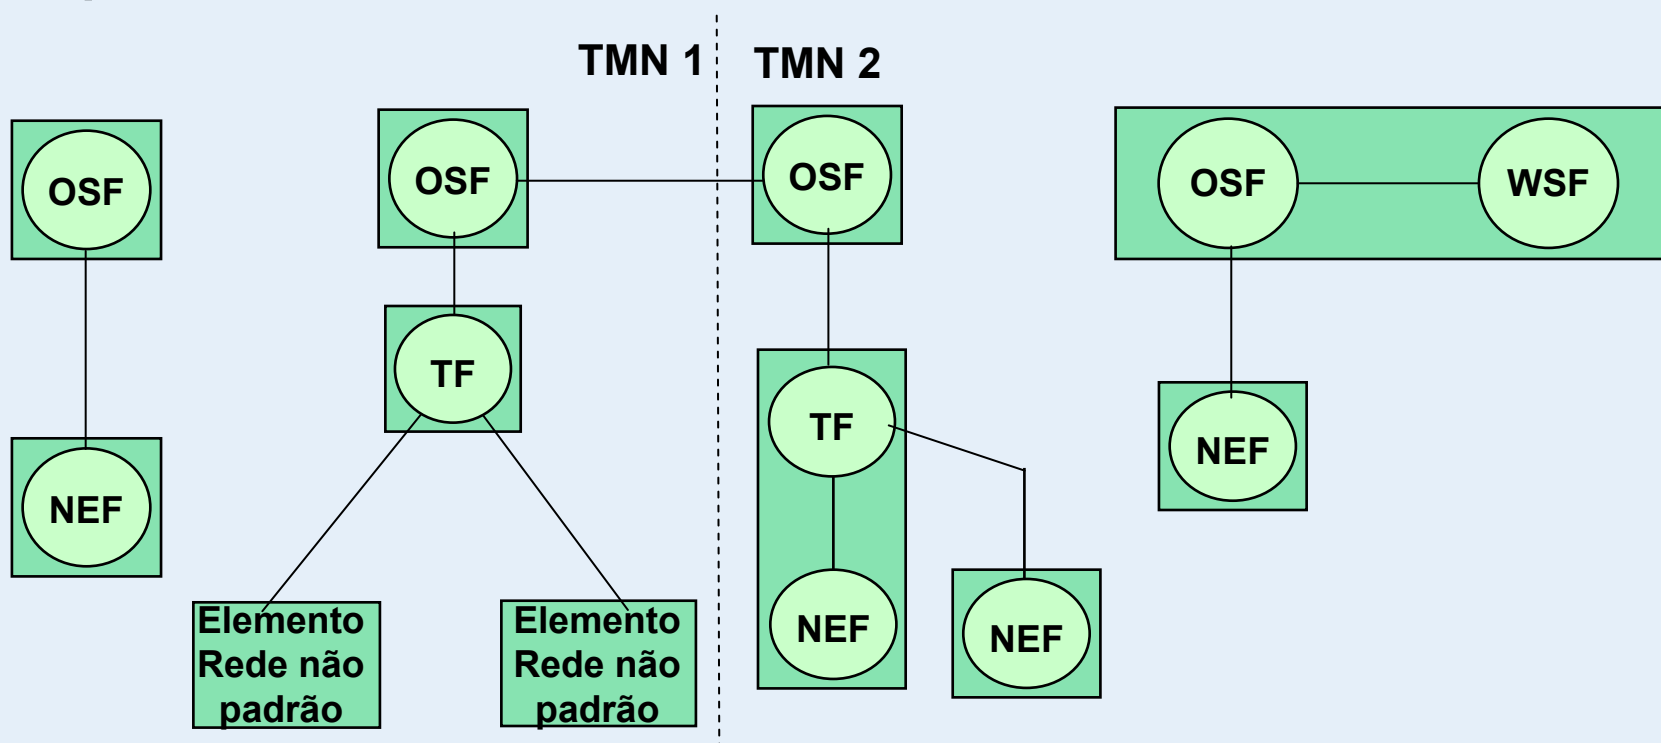 TMN 1
TMN 2
OSF
OSF
OSF
OSF
WSF
TF
TF
NEF
NEF
NEF
NEF
Elemento
Rede não
padrão
Elemento
Rede não
padrão